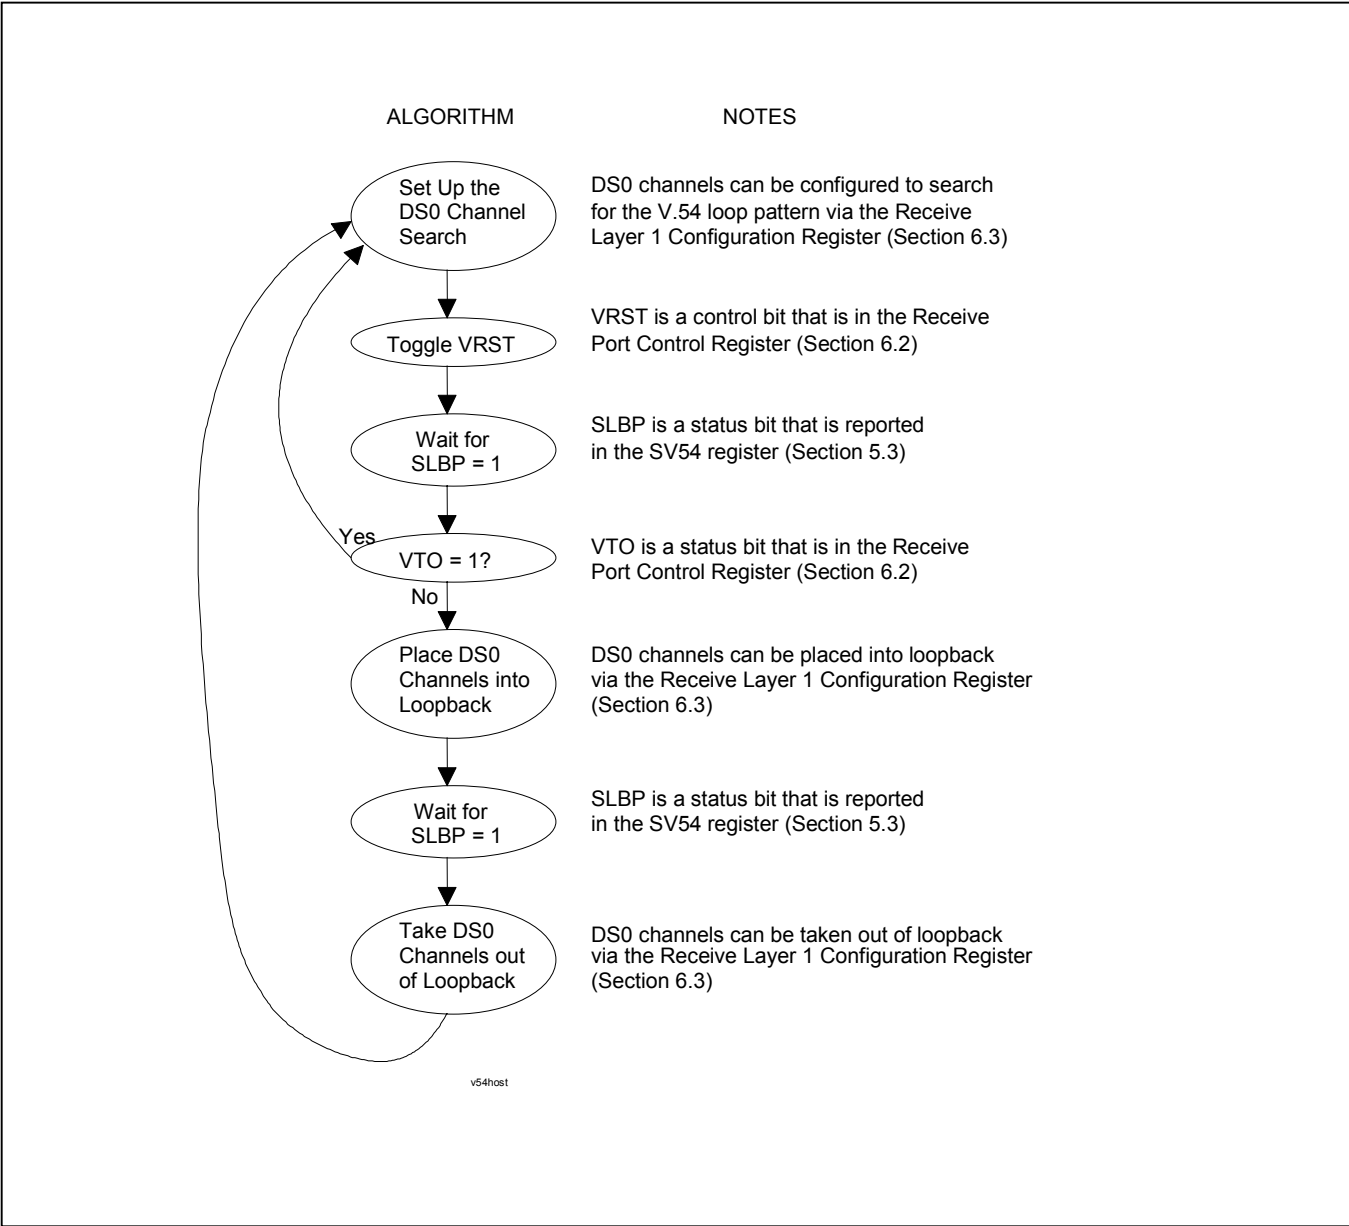 ALGORITHM
NOTES
Set Up the
DS0 Channel
Search
DS0 channels can be configured to search
for the V.54 loop pattern via the Receive
Layer 1 Configuration Register (Section 6.3)
Toggle VRST
VRST is a control bit that is in the Receive
Port Control Register (Section 6.2)
Wait for
SLBP = 1
SLBP is a status bit that is reported
in the SV54 register (Section 5.3)
Yes
VTO = 1?
VTO is a status bit that is in the Receive
Port Control Register (Section 6.2)
No
Place DS0
Channels into
Loopback
DS0 channels can be placed into loopback
via the Receive Layer 1 Configuration Register
(Section 6.3)
Wait for
SLBP = 1
SLBP is a status bit that is reported
in the SV54 register (Section 5.3)
Take DS0
Channels out
of Loopback
DS0 channels can be taken out of loopback
via the Receive Layer 1 Configuration Register
(Section 6.3)
v54host